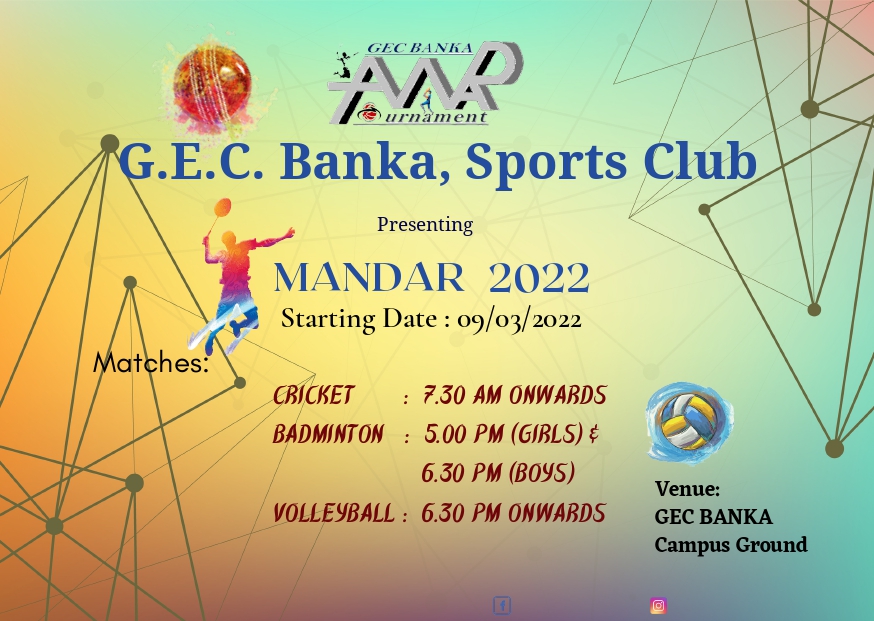 GEC BANKA
urnament
G.E.C. Banka, Sports Club
Presenting
MANDAR 2022
Starting Date : 09/03/2022
Matches:
CRICKET : 7.30 AM ONWARDS
BADMINTON : 5.00 PM (GIRLS) &
6.30 PM (BOYS)
VOLLEYBALL : 6.30 PM ONWARDS
Venue:
GEC BANKA
Campus Ground